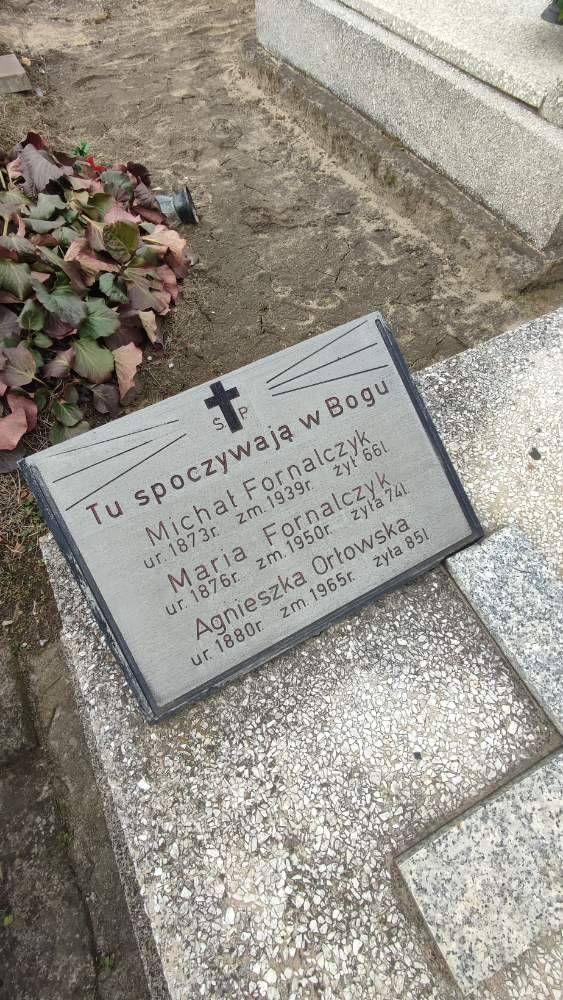 Ś. P.
Tu spoczywają w Bogu
Michał Fornalczyk
ur. 1873r. zm. 1939r. żył 66l.
Maria Fornalczyk
ur. 1876r. zm. 1950r. żyła 74l.
Agnieszka Orłowska
ur. 1880r. zm. 1965r. żyła 85l.